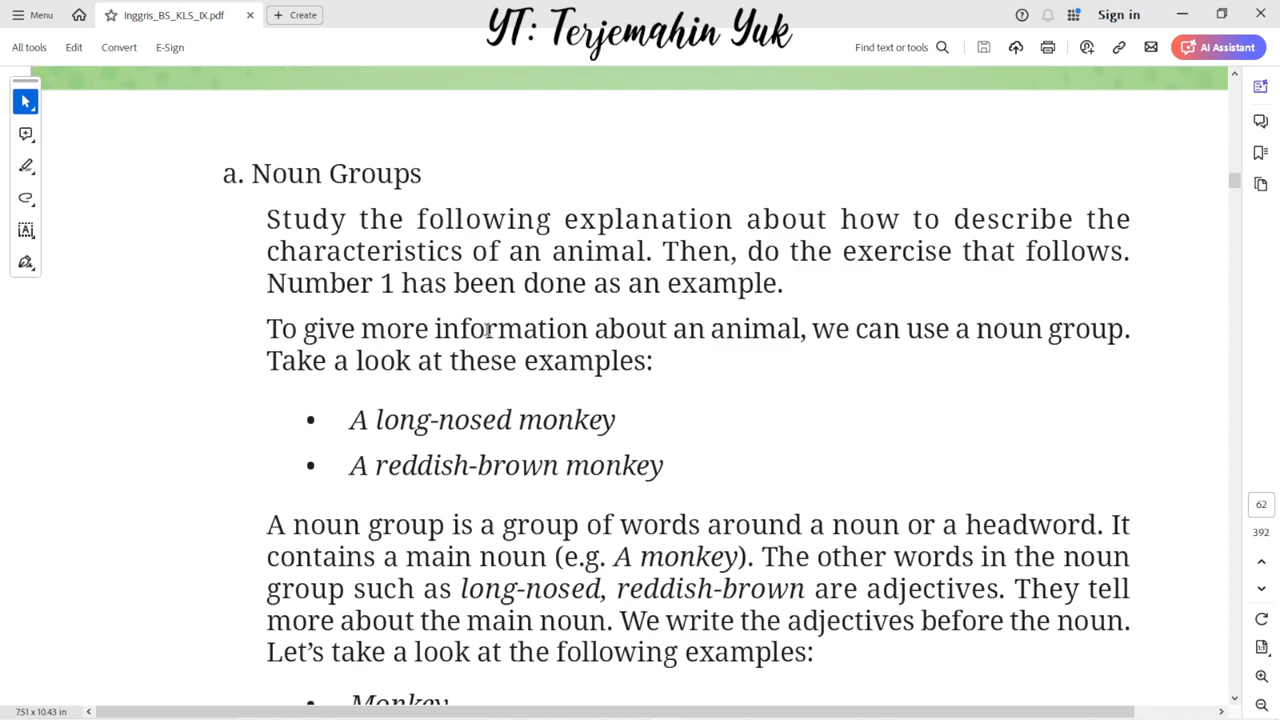 Menu
Inggris_BS_KLS_IX.pdf
Create
YT: Terjemahin Yuk
Sign in
All tools
Edit
Convert
E-Sign
Find text or tools
AI Assistant
a. Noun Groups
Study the following explanation about how to describe the
characteristics of an animal. Then, do the exercise that follows.
Number 1 has been done as an example.
To give more information about an animal, we can use a noun group.
Take a look at these examples:
• A long-nosed monkey
• A reddish-brown monkey
A noun group is a group of words around a noun or a headword. It
contains a main noun (e.g. A monkey). The other words in the noun
group such as long-nosed, reddish-brown are adjectives. They tell
more about the main noun. We write the adjectives before the noun.
Let’s take a look at the following examples:
• Monkey
62
392
7.51 x 10.43 in